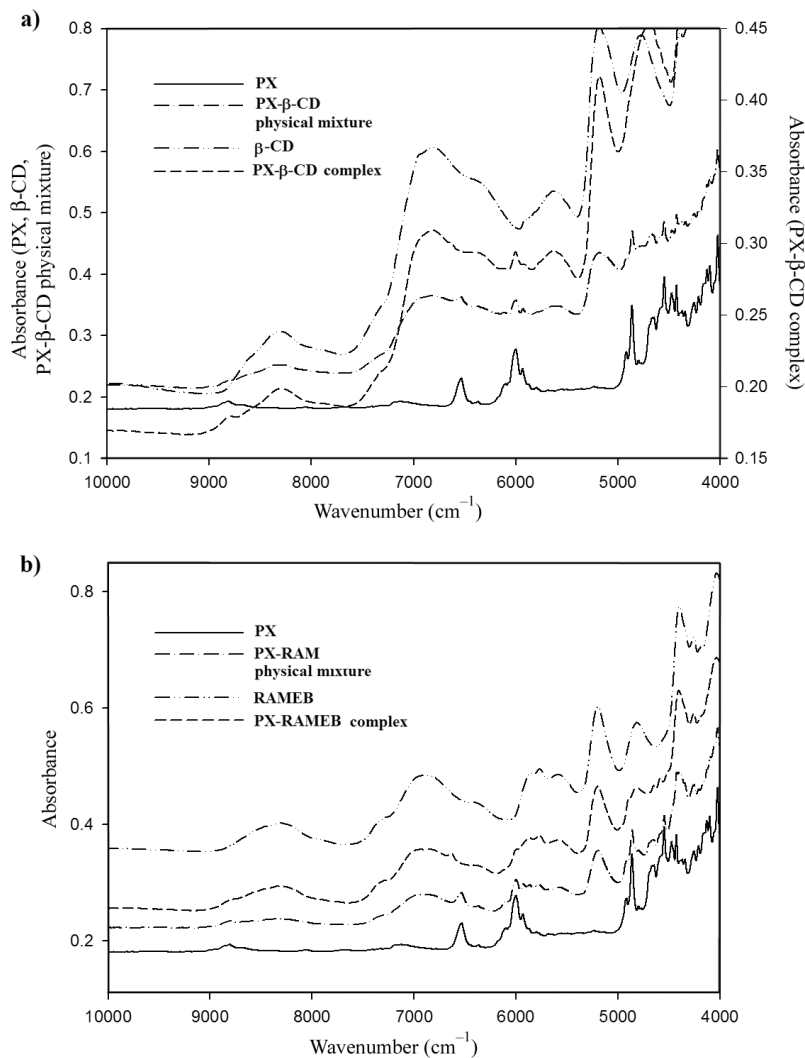 a)
Absorbance (PX, β-CD,
PX-β-CD physical mixture)
0.8
0.7
0.6
0.5
0.4
0.3
0.2
0.1
PX
PX-β-CD
physical mixture
β-CD
PX-β-CD complex
0.45
0.40
0.35
0.30
0.25
0.20
0.15
Absorbance
(PX-β-CD complex)
10000 9000 8000 7000 6000 5000 4000
Wavenumber (cm⁻¹)
b)
Absorbance
0.8
0.6
0.4
0.2
PX
PX-RAM
physical mixture
RAMEB
PX-RAMEB complex
10000 9000 8000 7000 6000 5000 4000
Wavenumber (cm⁻¹)